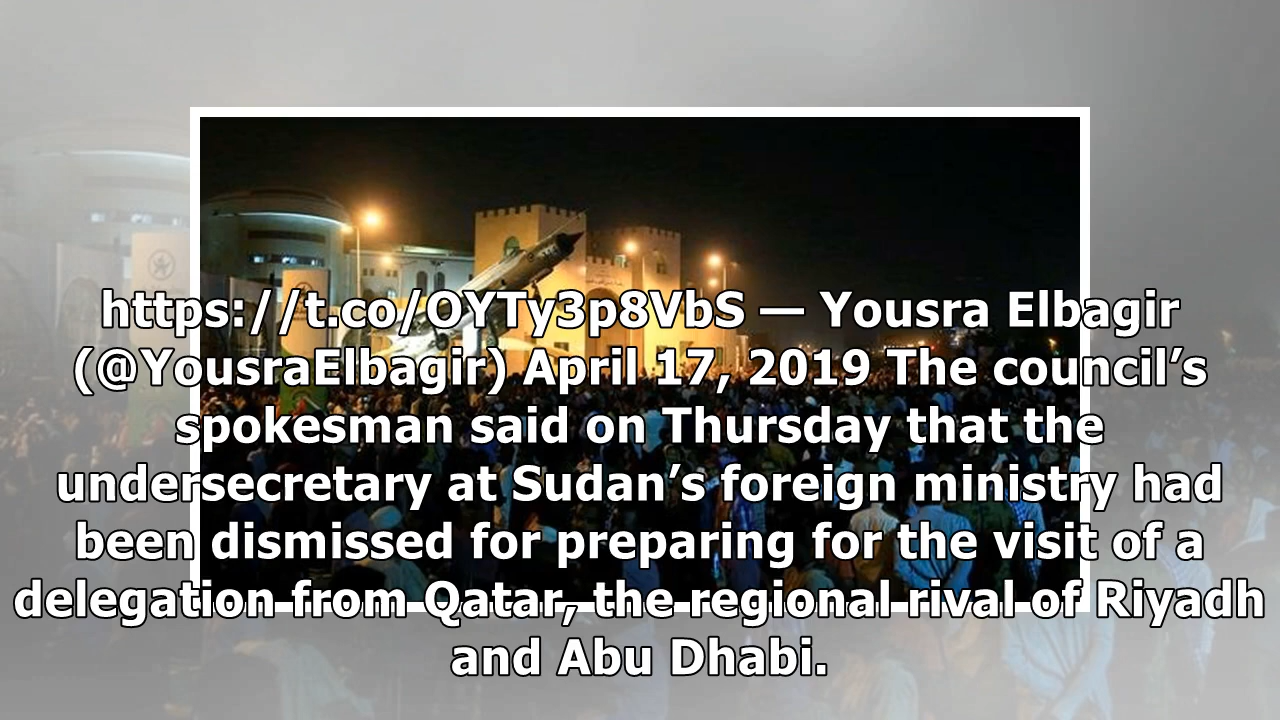 https://t.co/OYTy3p8VbS — Yousra Elbagir
(@YousraElbagir) April 17, 2019 The council’s
spokesman said on Thursday that the
undersecretary at Sudan’s foreign ministry had
been dismissed for preparing for the visit of a
delegation from Qatar, the regional rival of Riyadh
and Abu Dhabi.